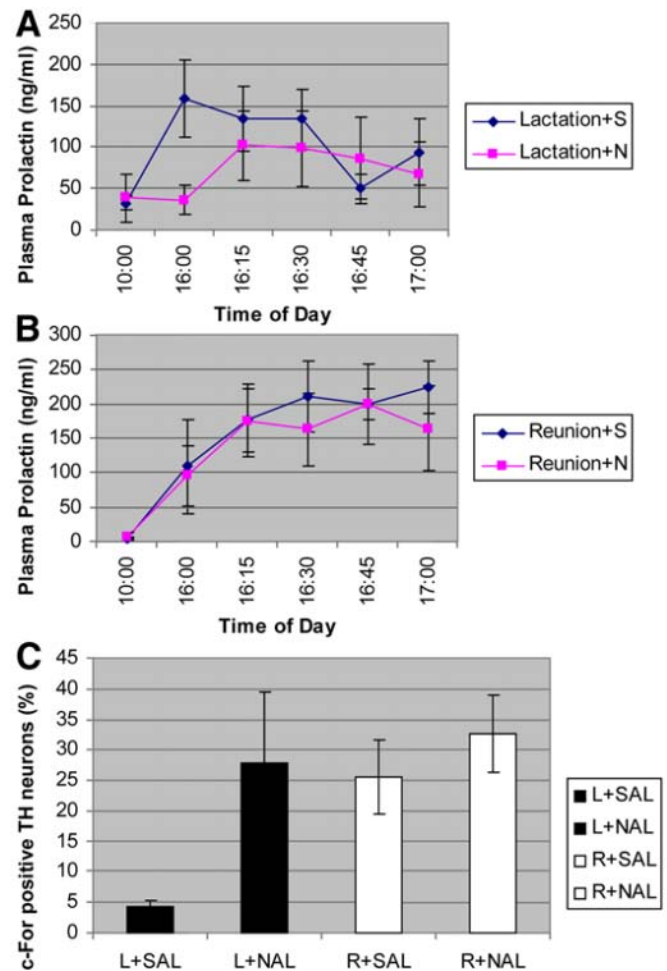 A
Plasma Prolactin (ng/ml)
250
200
150
100
50
0
10:00
16:00
16:15
16:30
16:45
17:00
Time of Day
Lactation+S
Lactation+N
B
Plasma Prolactin (ng/ml)
300
250
200
150
100
50
0
10:00
16:00
16:15
16:30
16:45
17:00
Time of Day
Reunion+S
Reunion+N
C
c-For positive TH neurons (%)
45
40
35
30
25
20
15
10
5
0
L+SAL
L+NAL
R+SAL
R+NAL
L+SAL
L+NAL
R+SAL
R+NAL